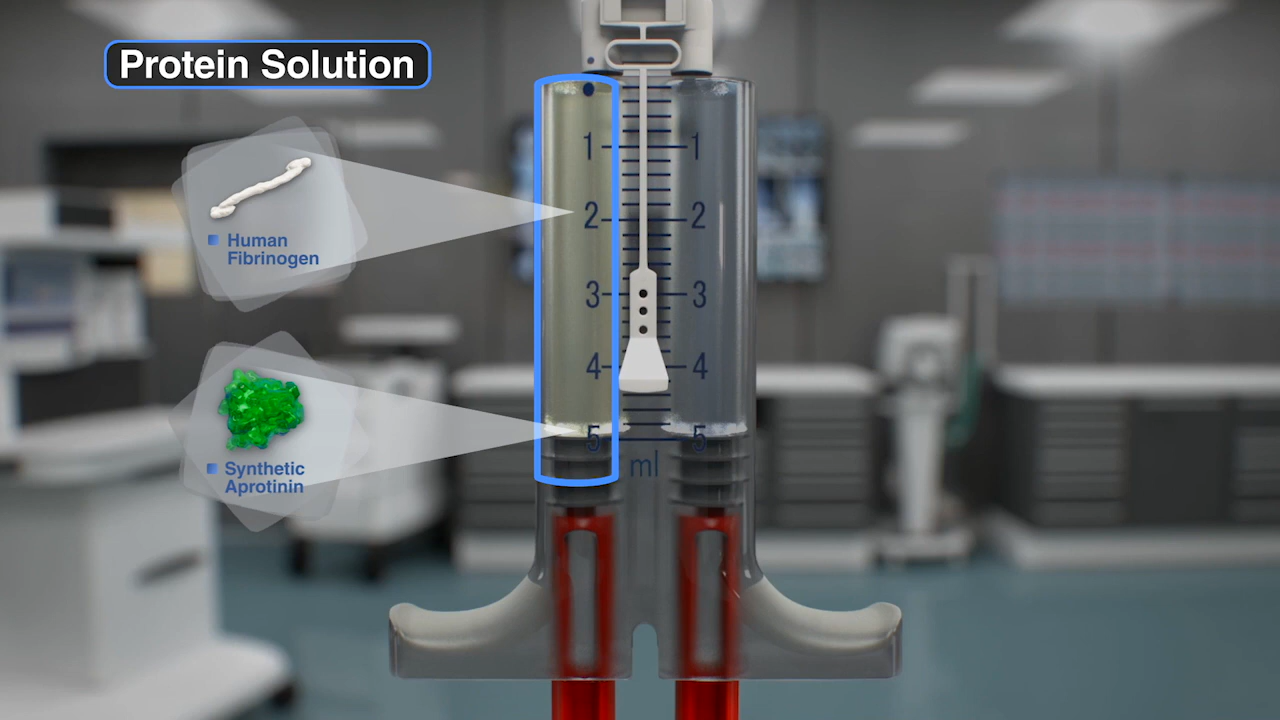 Protein Solution
Human
Fibrinogen
Synthetic
Aprotinin
1 1
2 2
3 3
4 4
5 5
ml